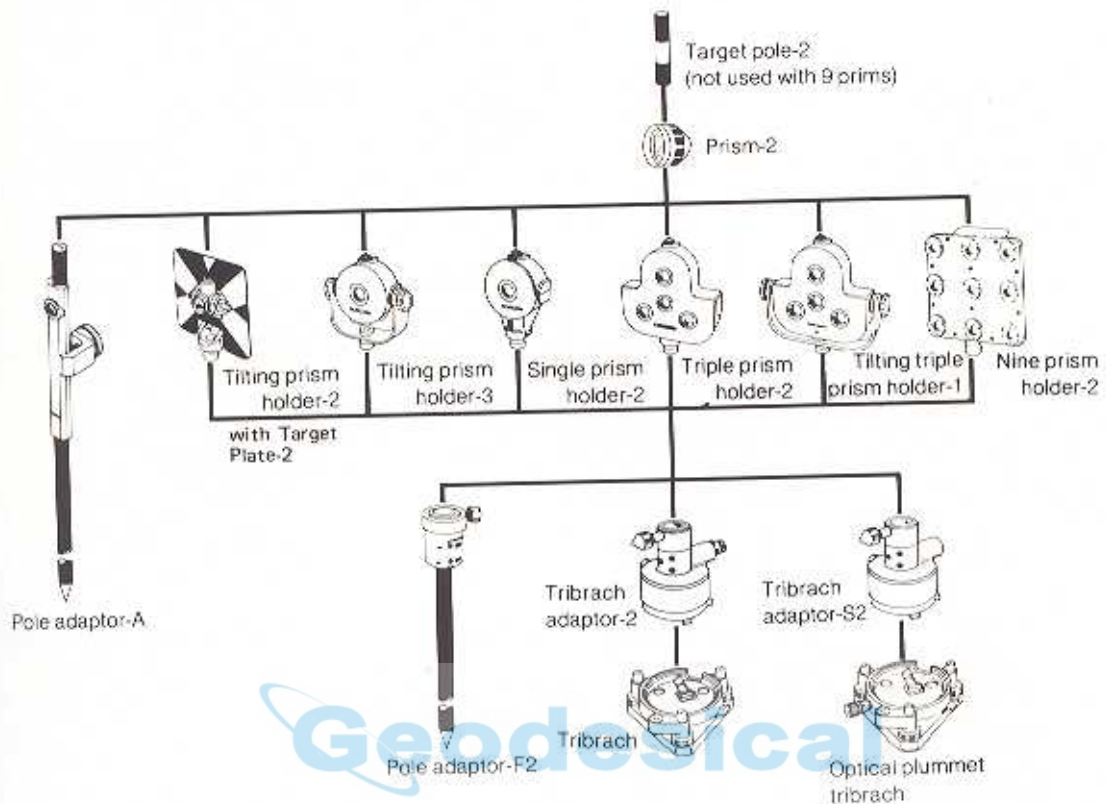 Target pole-2
(not used with 9 prims)
Prism-2
Tilting prism
holder-2
with Target
Plate-2
Tilting prism
holder-3
Single prism
holder-2
Triple prism
holder-2
Tilting triple
prism holder-1
Nine prism
holder-2
Pole adaptor-A
Pole adaptor-F2
Tribrach
adaptor-2
Tribrach
adaptor-S2
Tribrach
Optical plummet
tribrach
Geodesical